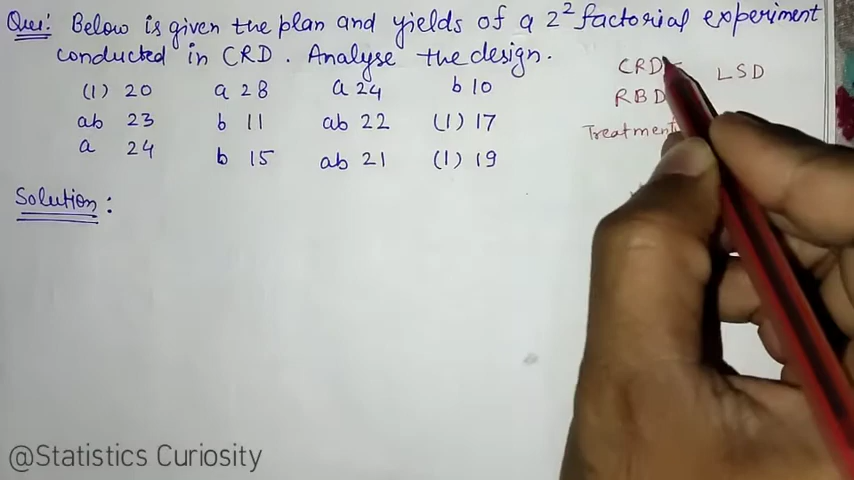 Que: Below is given the plan and yields of a 2² factorial experiment
conducted in CRD. Analyse the design.
(1) 20 a 28 a 24 b 10
ab 23 b 11 ab 22 (1) 17
a 24 b 15 ab 21 (1) 19
CRD LSD
RBD
Treatment
Solution:
@Statistics Curiosity